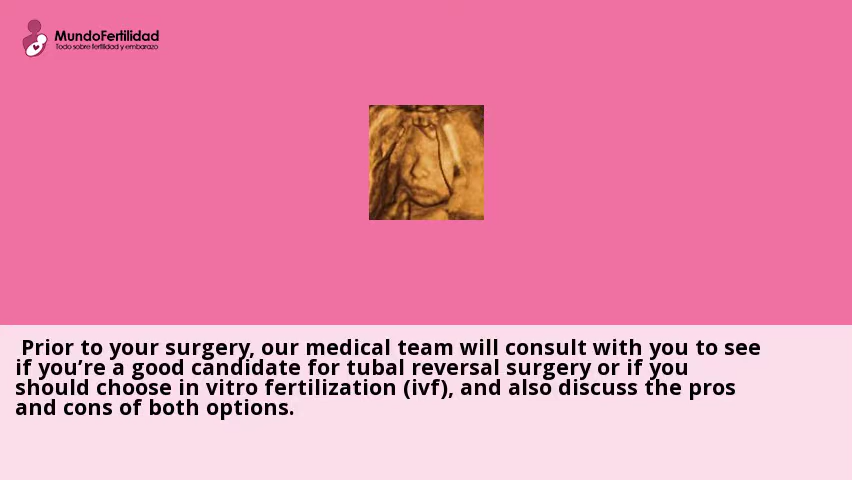 MundoFertilidad
Todo sobre fertilidad y embarazo
Prior to your surgery, our medical team will consult with you to see
if you’re a good candidate for tubal reversal surgery or if you
should choose in vitro fertilization (ivf), and also discuss the pros
and cons of both options.